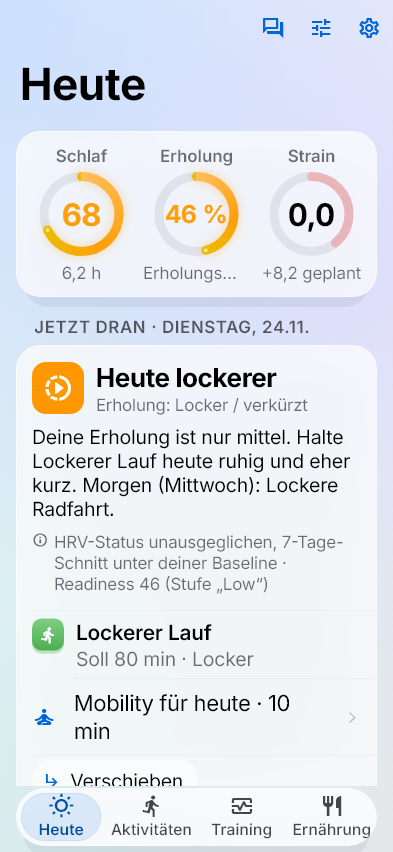 Heute
Schlaf
Erholung
Strain
68
46 %
0,0
6,2 h
Erholungs…
+8,2 geplant
JETZT DRAN · DIENSTAG, 24.11.
Heute lockerer
Erholung: Locker / verkürzt
Deine Erholung ist nur mittel. Halte
Lockerer Lauf heute ruhig und eher
kurz. Morgen (Mittwoch): Lockere
Radfahrt.
HRV-Status unausgeglichen, 7-Tage-
Schnitt unter deiner Baseline ·
Readiness 46 (Stufe „Low“)
Lockerer Lauf
Soll 80 min · Locker
Mobility für heute · 10
min
Verschieben
Heute
Aktivitäten
Training
Ernährung